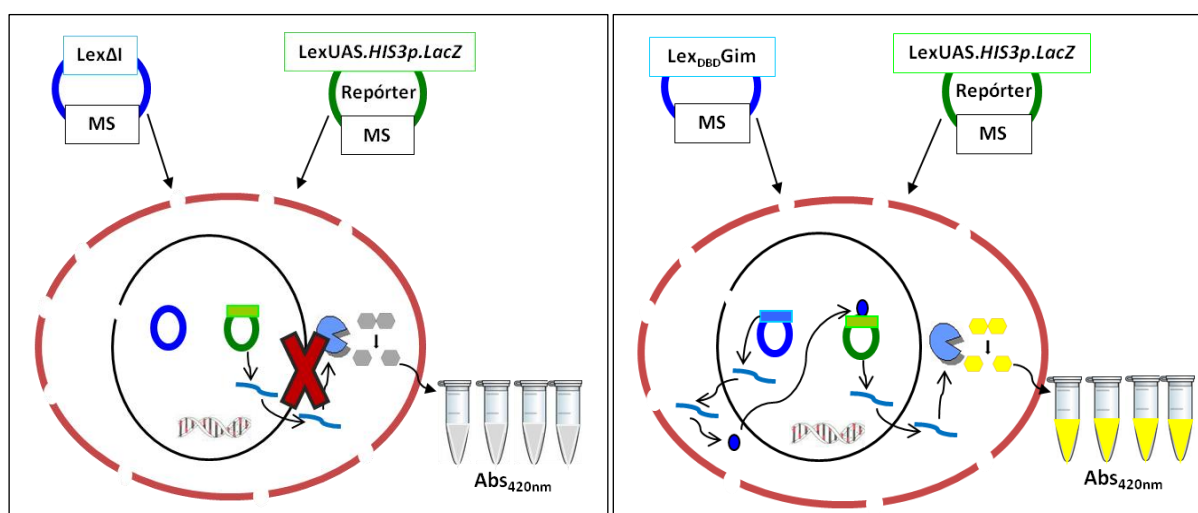 LexΔI
LexUAS.HIS3p.LacZ
Repórter
MS
MS
Abs420nm
LexDBDGim
LexUAS.HIS3p.LacZ
Repórter
MS
MS
Abs420nm